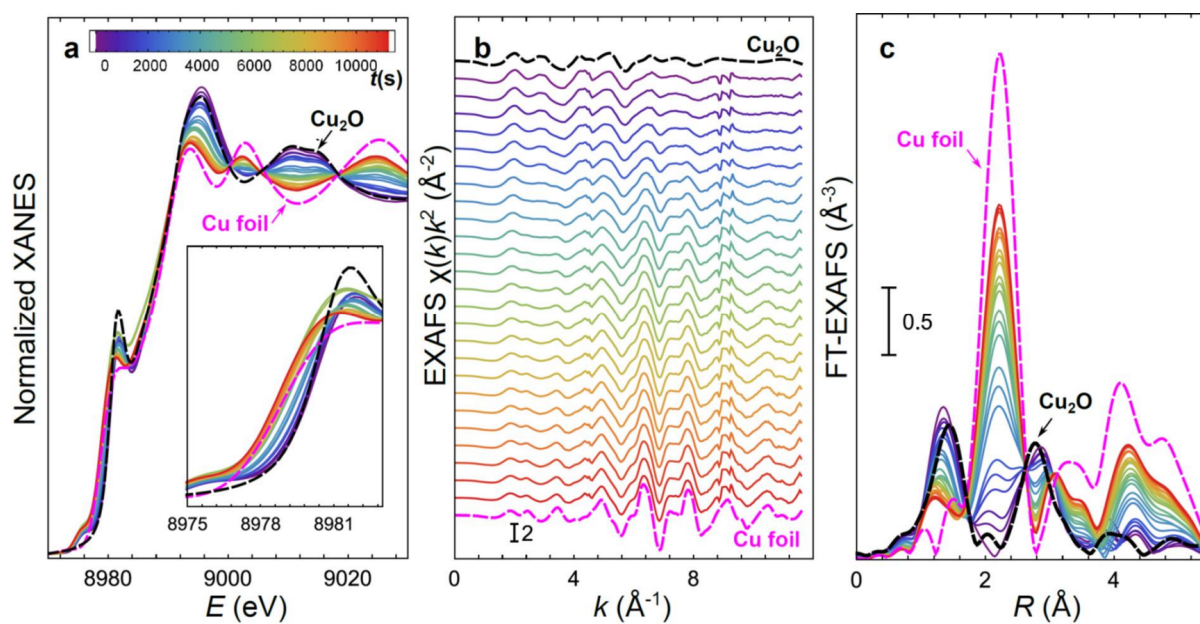 a
0 2000 4000 6000 8000 10000
t(s)
Cu₂O
Cu foil
8975 8978 8981
8980 9000 9020
E (eV)
Normalized XANES
b
Cu₂O
2
Cu foil
0 4 8
k (Å⁻¹)
EXAFS χ(k)k² (Å⁻²)
c
Cu foil
0.5
Cu₂O
0 2 4
R (Å)
FT-EXAFS (Å⁻³)